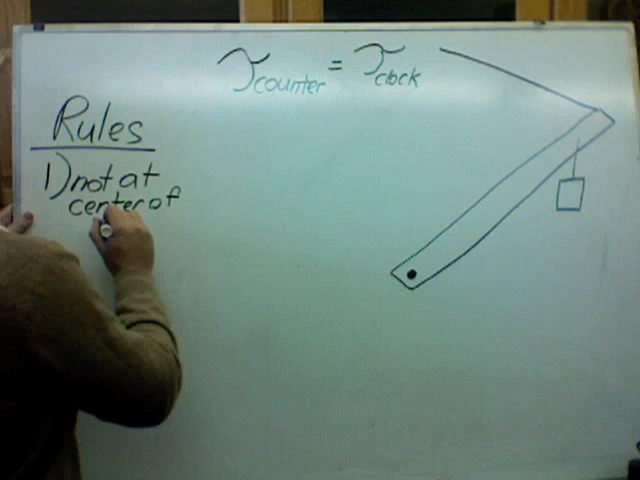 τcounter = τclock
Rules
1) not at
center of